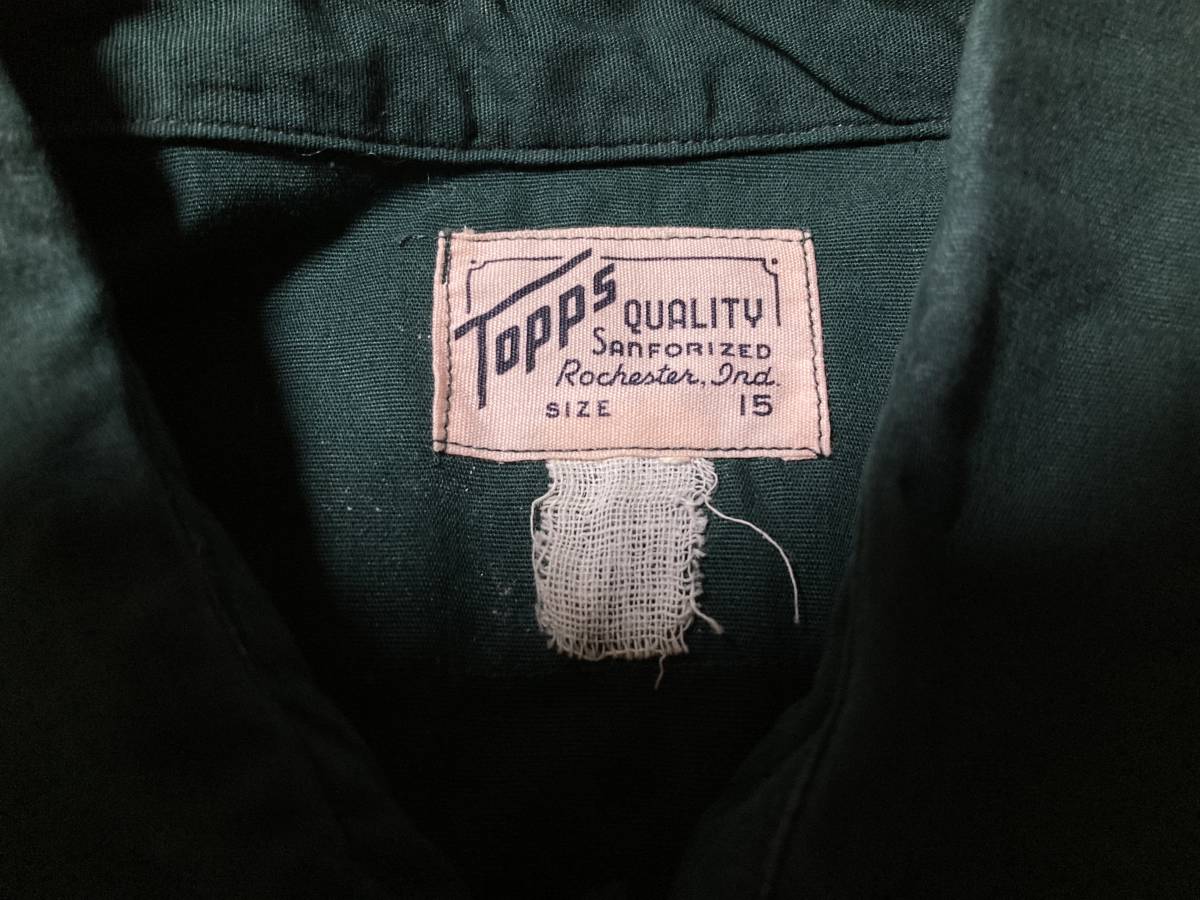 Topps
QUALITY
SANFORIZED
Rochester, Ind.
SIZE 15